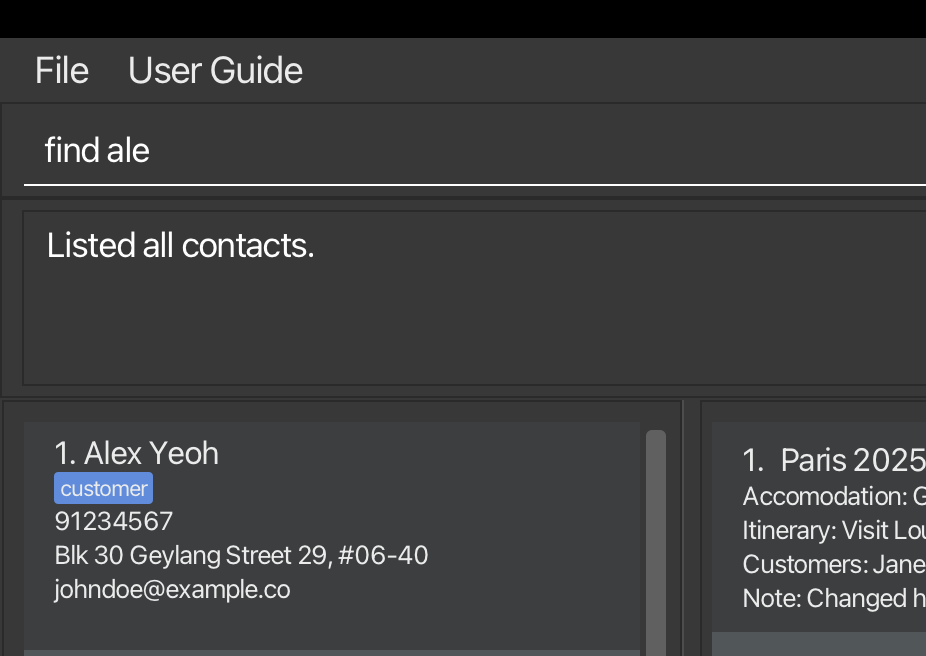 File User Guide
find ale
Listed all contacts.
1. Alex Yeoh
customer
91234567
Blk 30 Geylang Street 29, #06-40
johndoe@example.co
1. Paris 2025
Accomodation: G
Itinerary: Visit Lou
Customers: Jane
Note: Changed h